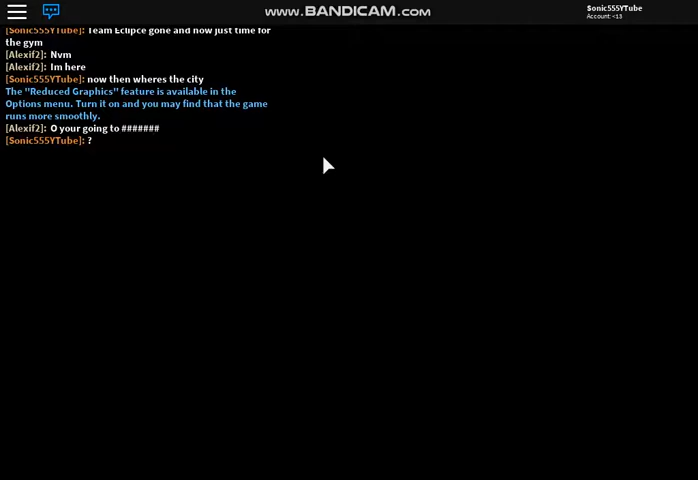 WWW.BANDICAM.COM
Sonic555YTube
Account: <13
[Sonic555YTube]: Team Eclipce gone and now just time for
the gym
[Alexif2]: Nvm
[Alexif2]: Im here
[Sonic555YTube]: now then wheres the city
The "Reduced Graphics" feature is available in the
Options menu. Turn it on and you may find that the game
runs more smoothly.
[Alexif2]: O your going to #######
[Sonic555YTube]: ?